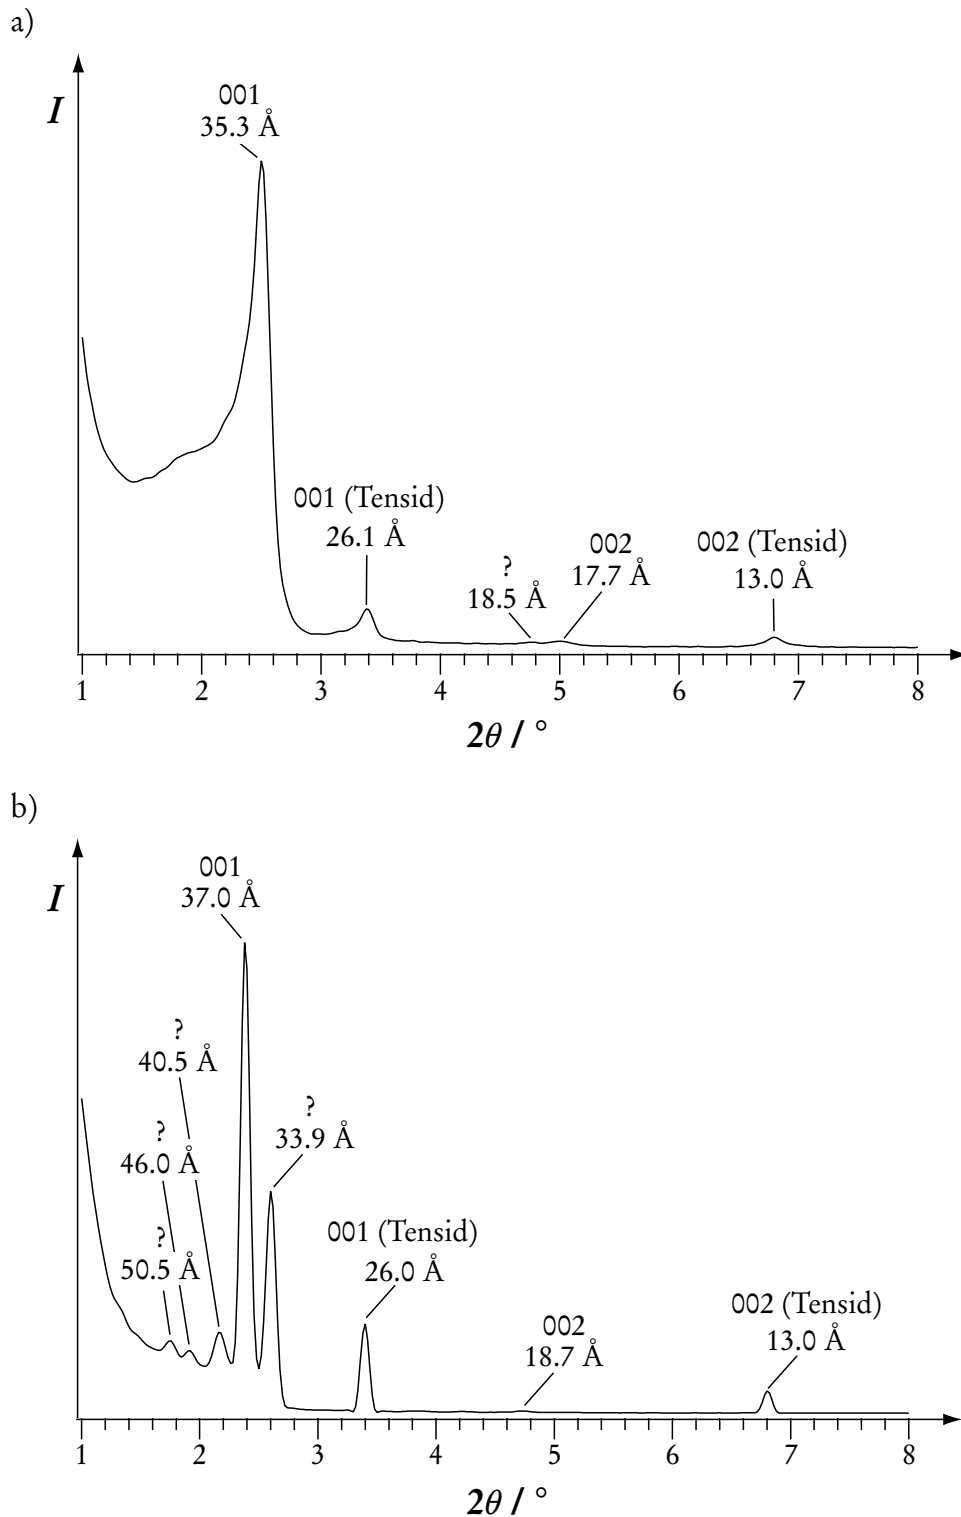 a)
I
001
35.3 Å
001 (Tensid)
26.1 Å
?
18.5 Å
002
17.7 Å
002 (Tensid)
13.0 Å
1 2 3 4 5 6 7 8
2θ / °
b)
I
001
37.0 Å
?
40.5 Å
?
46.0 Å
?
50.5 Å
?
33.9 Å
001 (Tensid)
26.0 Å
002
18.7 Å
002 (Tensid)
13.0 Å
1 2 3 4 5 6 7 8
2θ / °